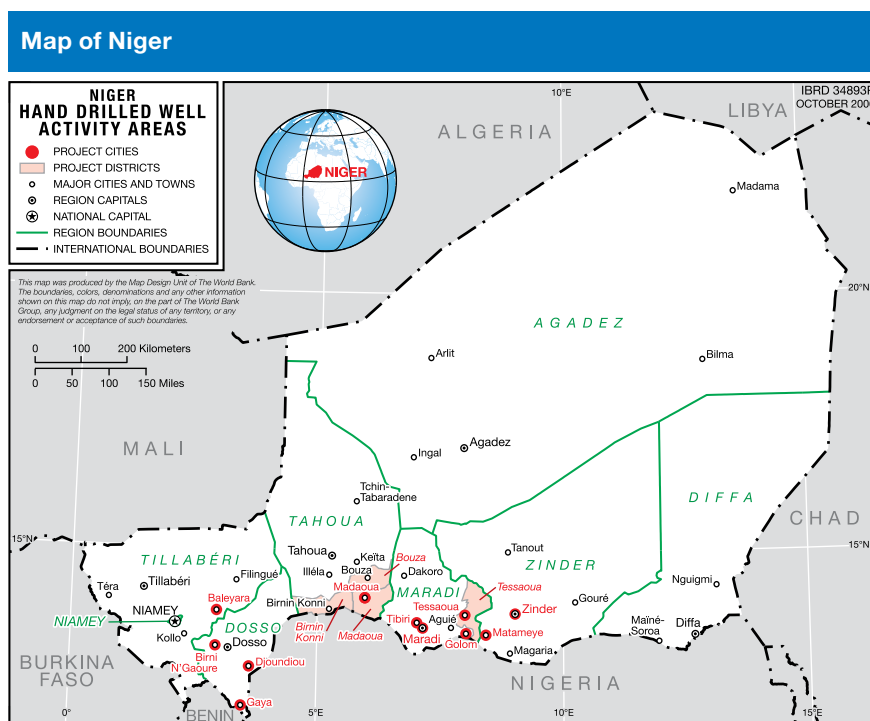 Map of Niger
NIGER
HAND DRILLED WELL
ACTIVITY AREAS
PROJECT CITIES
PROJECT DISTRICTS
MAJOR CITIES AND TOWNS
REGION CAPITALS
NATIONAL CAPITAL
REGION BOUNDARIES
INTERNATIONAL BOUNDARIES
This map was produced by the Map Design Unit of The World Bank.
The boundaries, colors, denominations and any other information
shown on this map do not imply, on the part of The World Bank
Group, any judgment on the legal status of any territory, or any
endorsement or acceptance of such boundaries.
0 100 200 Kilometers
0 50 100 150 Miles
NIGER
10°E
IBRD 34893
OCTOBER 200
LIBYA
ALGERIA
Madama
20°N
AGADEZ
Arlit
Bilma
MALI
Ingal
Agadez
Tchin-
Tabaradene
DIFFA
CHAD
TAHOUA
15°N
15°N
TILLABÉRI
Tahoua
Keïta
Bouza
Tanout
ZINDER
Filingué
Illéla
Bouza
Dakoro
Nguigmi
Téra
Tillabéri
Madaoua
MARADI
Tessaoua
Baleyara
Birnin Konni
Tessaoua
Gouré
NIAMEY
NIAMEY
Zinder
Kollo
DOSSO
Birnin
Konni
Madaoua
Tibiri
Aguié
Maradi
Golom
Matameye
Maïné-
Soroa
Diffa
Dosso
Birni
N'Gaoure
Djoundiou
Magaria
BURKINA
FASO
NIGERIA
Gaya
BENIN
0°
5°E
10°E
15°E